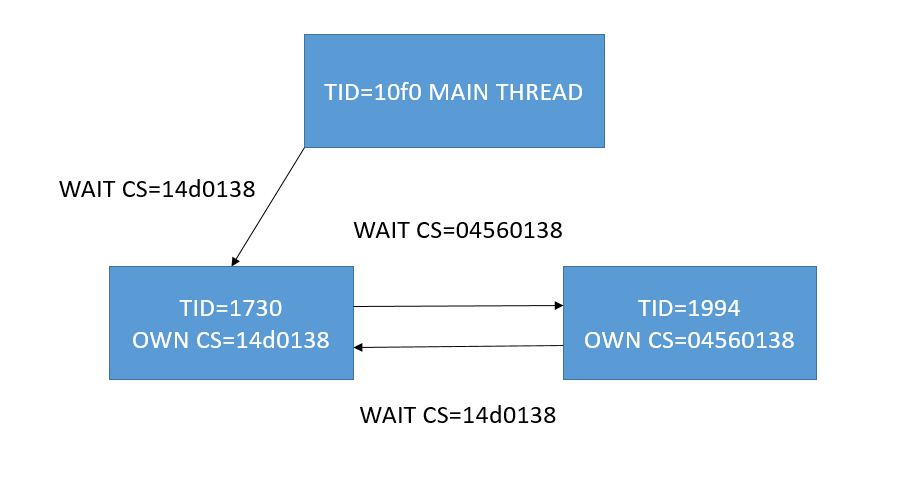 TID=10f0 MAIN THREAD
WAIT CS=14d0138
WAIT CS=04560138
TID=1730
OWN CS=14d0138
TID=1994
OWN CS=04560138
WAIT CS=14d0138